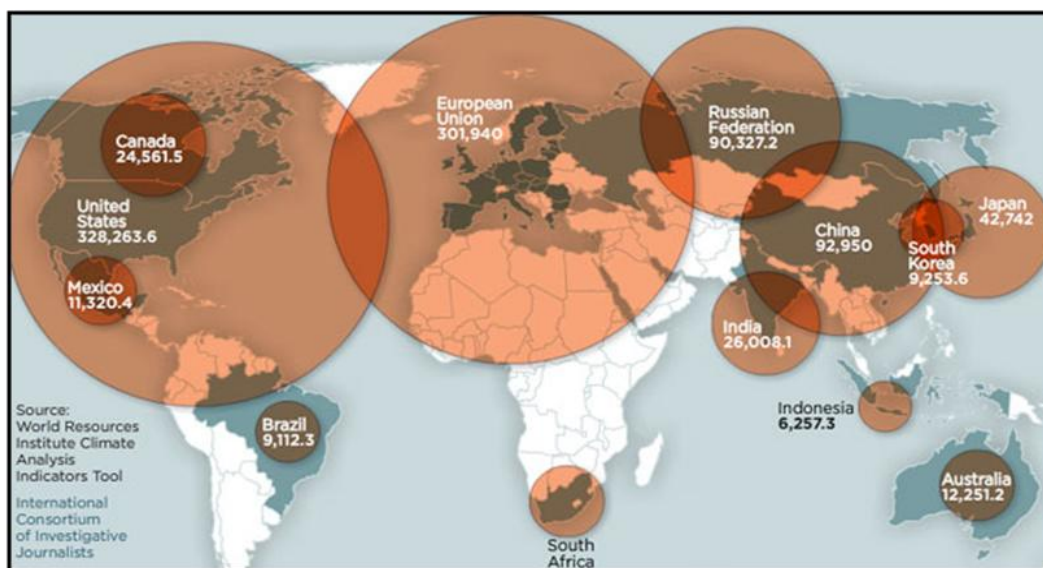 Canada
24,561.5
United
States
328,263.6
Mexico
11,320.4
European
Union
301,940
Russian
Federation
90,327.2
China
92,950
Japan
42,742
South
Korea
9,253.6
India
26,008.1
Indonesia
6,257.3
Brazil
9,112.3
Australia
12,251.2
South
Africa
Source:
World Resources
Institute Climate
Analysis
Indicators Tool
International
Consortium
of Investigative
Journalists